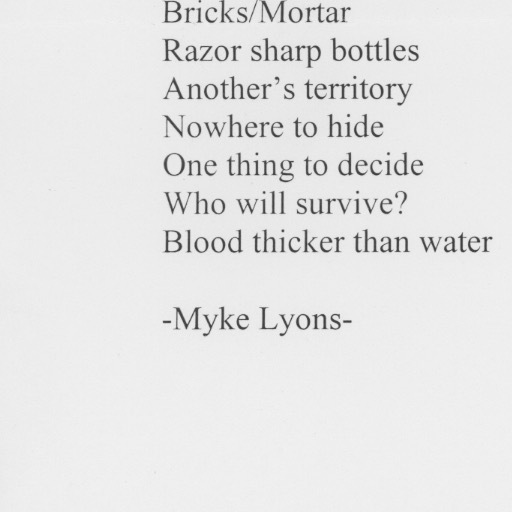 Bricks/Mortar
Razor sharp bottles
Another’s territory
Nowhere to hide
One thing to decide
Who will survive?
Blood thicker than water
-Myke Lyons-